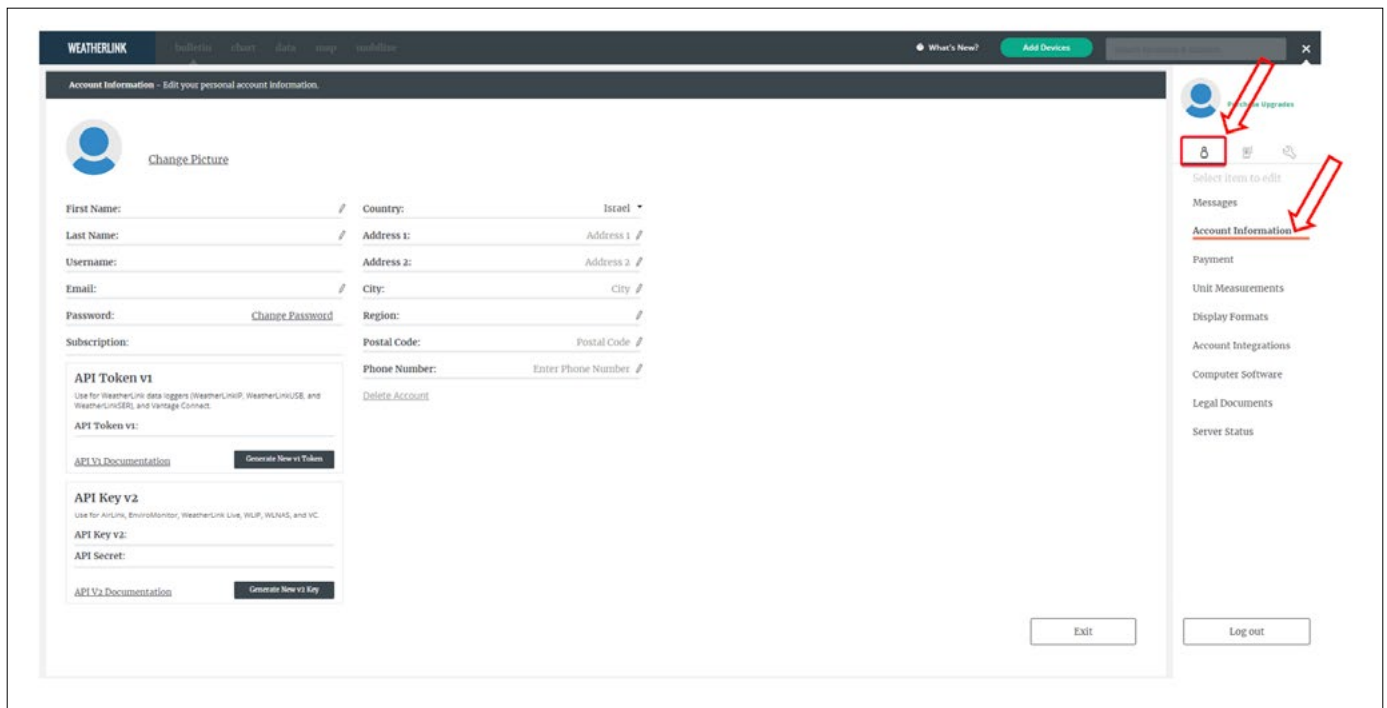 WEATHERLINK bulletin chart data map mobilize What's New? Add Devices
Account Information - Edit your personal account information.
Change Picture
First Name:
Last Name:
Username:
Email:
Password: Change Password
Subscription:
API Token v1
Use for WeatherLink data loggers (WeatherLinkIP, WeatherLinkUSB, and
WeatherLinkSER), and Vantage Connect.
API Token v1:
API V1 Documentation Generate New v1 Token
API Key v2
Use for AirLink, EnviroMonitor, WeatherLink Live, WLIP, WLNAS, and VC.
API Key v2:
API Secret:
API V2 Documentation Generate New v2 Key
Country: Israel
Address 1: Address 1
Address 2: Address 2
City: City
Region:
Postal Code: Postal Code
Phone Number: Enter Phone Number
Delete Account
Exit
Purchase Upgrades
Select item to edit
Messages
Account Information
Payment
Unit Measurements
Display Formats
Account Integrations
Computer Software
Legal Documents
Server Status
Log out